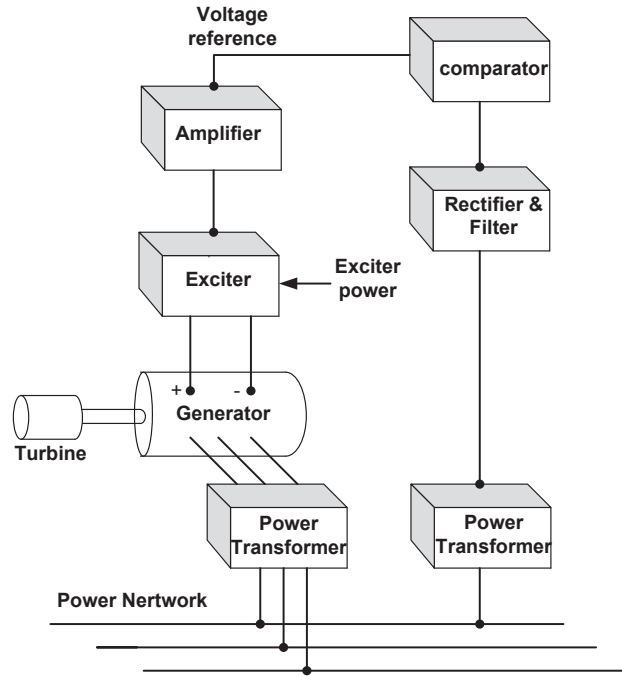 Voltage
reference
comparator
Amplifier
Rectifier &
Filter
Exciter
Exciter
power
+ -
Generator
Turbine
Power
Transformer
Power
Transformer
Power Nertwork